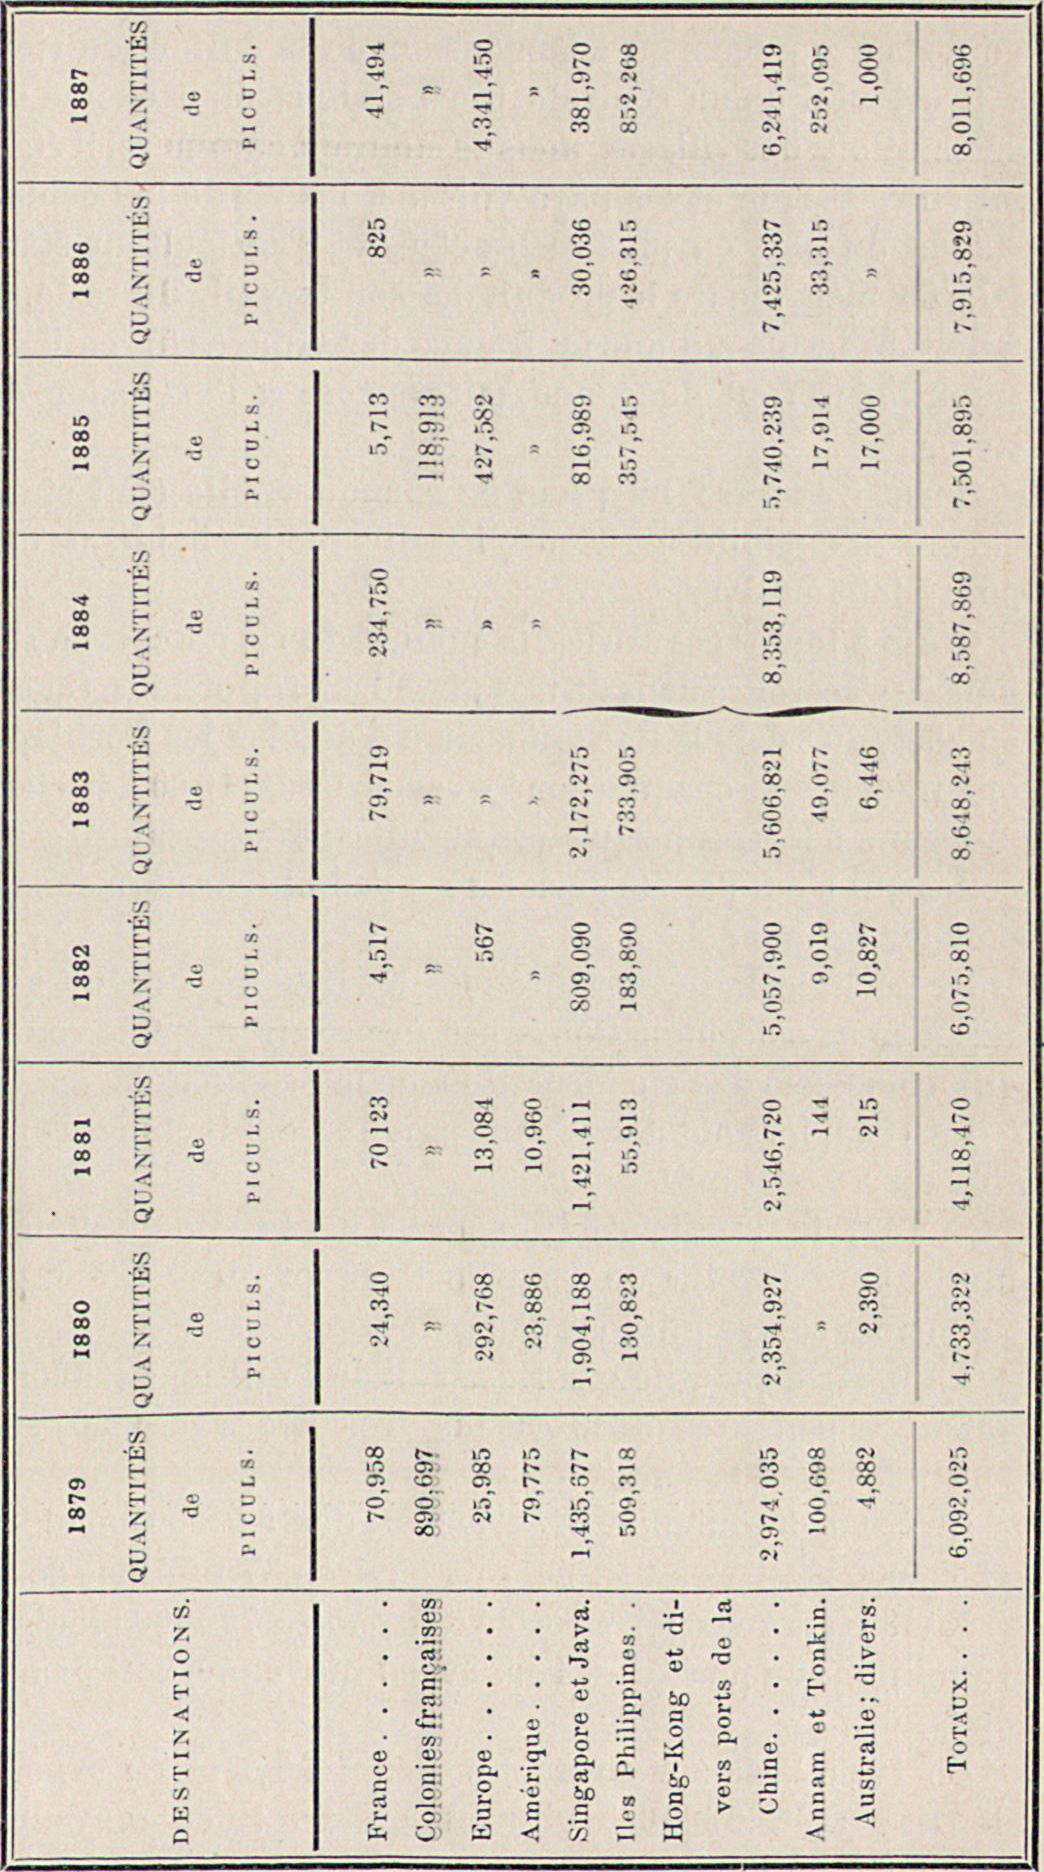 DESTINATIONS. 1879 1880 1881 1882 1883 1884 1885 1886 1887
QUANTITÉS QUANTITÉS QUANTITÉS QUANTITÉS QUANTITÉS QUANTITÉS QUANTITÉS QUANTITÉS QUANTITÉS
de de de de de de de de de
PICULS. PICULS. PICULS. PICULS. PICULS. PICULS. PICULS. PICULS. PICULS.
France. . . . . . 70,958 24,340 70 123 4,517 79,719 234,750 5,713 825 41,494
Colonies françaises 890,697 » » » » » 118,913 » »
Europe. . . . . . 25,985 292,768 13,084 567 » » 427,582 » 4,341,450
Amérique. . . . . 79,775 23,886 10,960 » » » » » »
Singapore et Java. 1,435,677 1,904,188 1,421,411 809,090 2,172,275 816,989 30,036 381,970
Iles Philippines. . 509,318 130,823 55,913 183,890 733,905 357,545 426,315 852,268
Hong-Kong et di-
vers ports de la
Chine. . . . . . 2,974,035 2,354,927 2,546,720 5,057,900 5,606,821 8,353,119 5,740,239 7,425,337 6,241,419
Annam et Tonkin. 100,698 » 144 9,019 49,077 17,914 33,315 252,095
Australie; divers. 4,882 2,390 215 10,827 6,446 17,000 » 1,000
TOTAUX. . . . 6,092,025 4,733,322 4,118,470 6,075,810 8,648,243 8,587,869 7,501,895 7,915,829 8,011,696